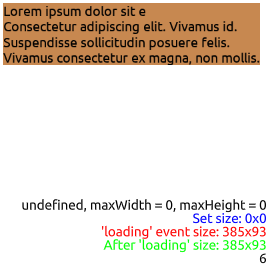 Lorem ipsum dolor sit e
Consectetur adipiscing elit. Vivamus id.
Suspendisse sollicitudin posuere felis.
Vivamus consectetur ex magna, non mollis.
undefined, maxWidth = 0, maxHeight = 0
Set size: 0x0
'loading' event size: 385x93
After 'loading' size: 385x93
6